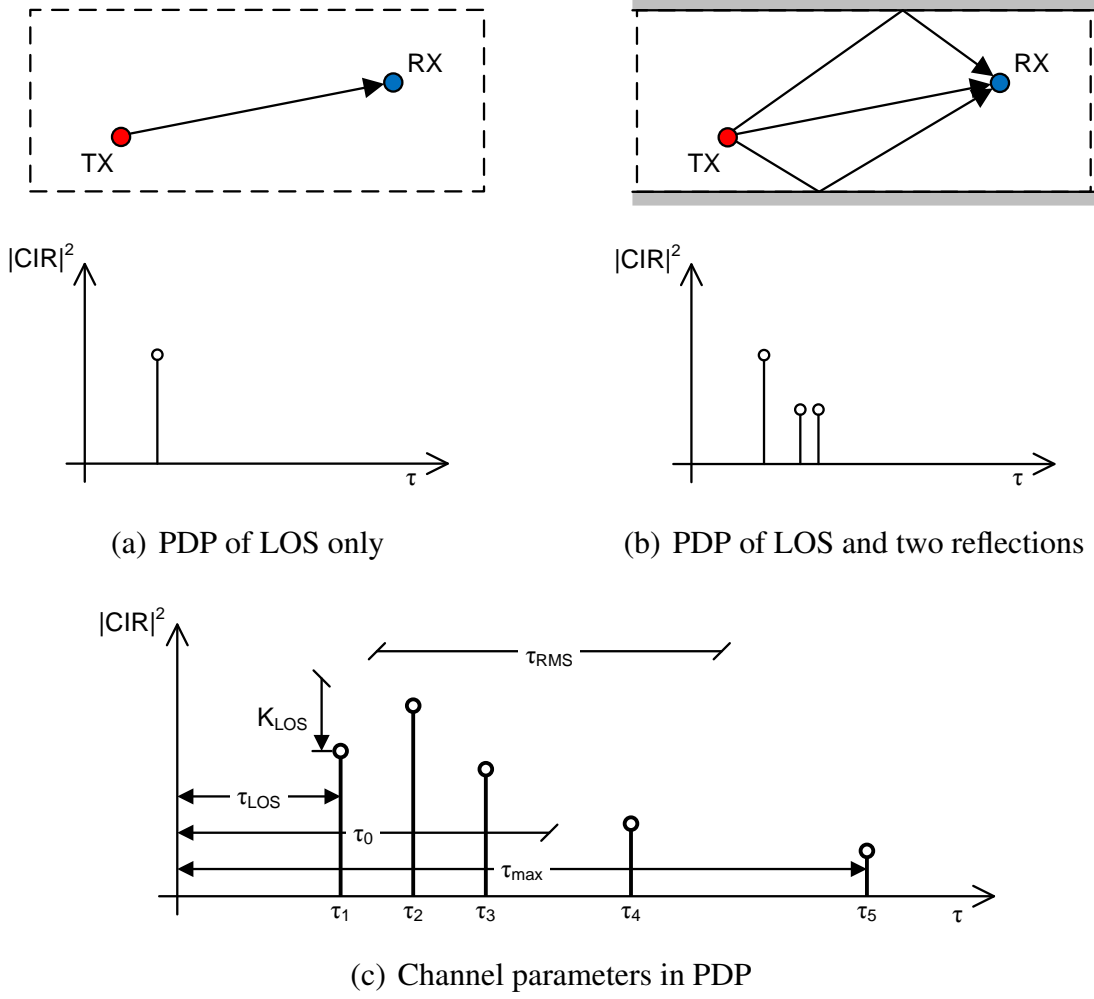 RX
TX
|CIR|²
τ
(a) PDP of LOS only
RX
TX
|CIR|²
τ
(b) PDP of LOS and two reflections
|CIR|²
τRMS
KLOS
τLOS
τ0
τmax
τ1 τ2 τ3 τ4 τ5 τ
(c) Channel parameters in PDP